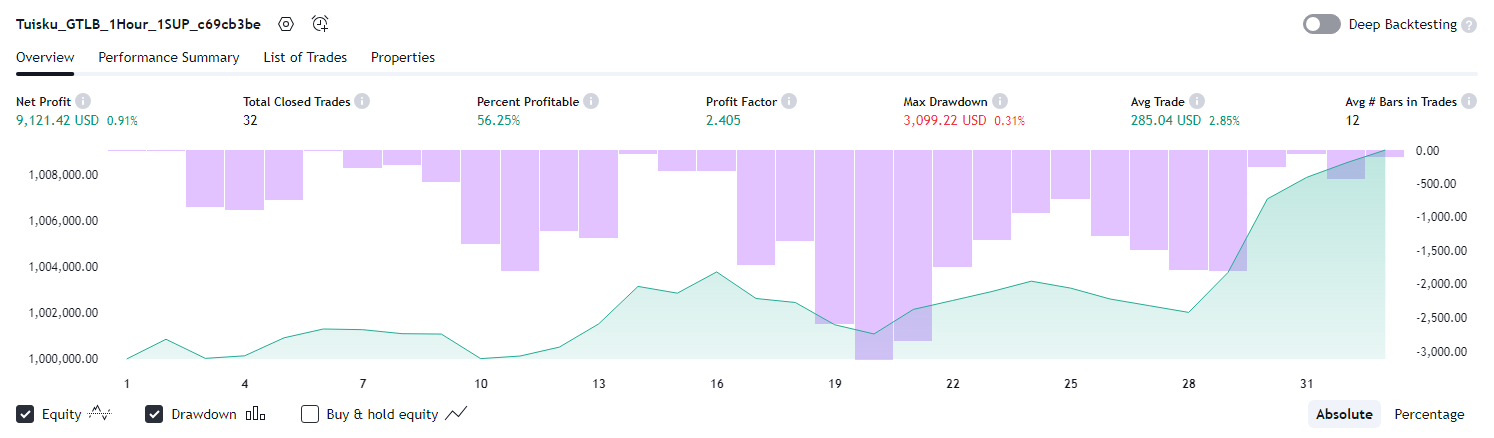 Tuisku_GTLB_1Hour_1SUP_c69cb3be
Deep Backtesting ?
Overview Performance Summary List of Trades Properties
Net Profit Total Closed Trades Percent Profitable Profit Factor Max Drawdown Avg Trade Avg # Bars in Trades
9,121.42 USD 0.91% 32 56.25% 2.405 3,099.22 USD 0.31% 285.04 USD 2.85% 12
0.00
1,008,000.00
-500.00
1,006,000.00 -1,000.00
-1,500.00
1,004,000.00
-2,000.00
1,002,000.00 -2,500.00
1,000,000.00 -3,000.00
1 4 7 10 13 16 19 22 25 28 31
Equity Drawdown Buy & hold equity Absolute Percentage